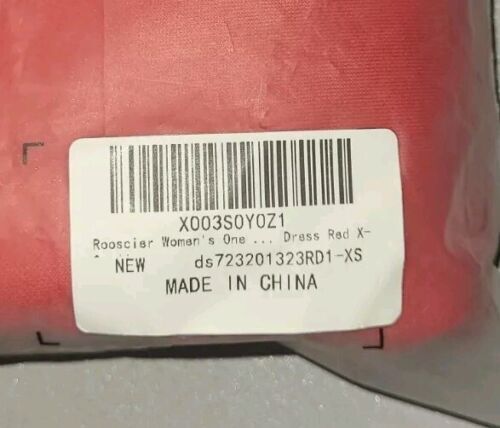 X003S0Y0Z1
Rooscier Women's One ... Dress Red X-
NEW ds723201323RD1-XS
MADE IN CHINA